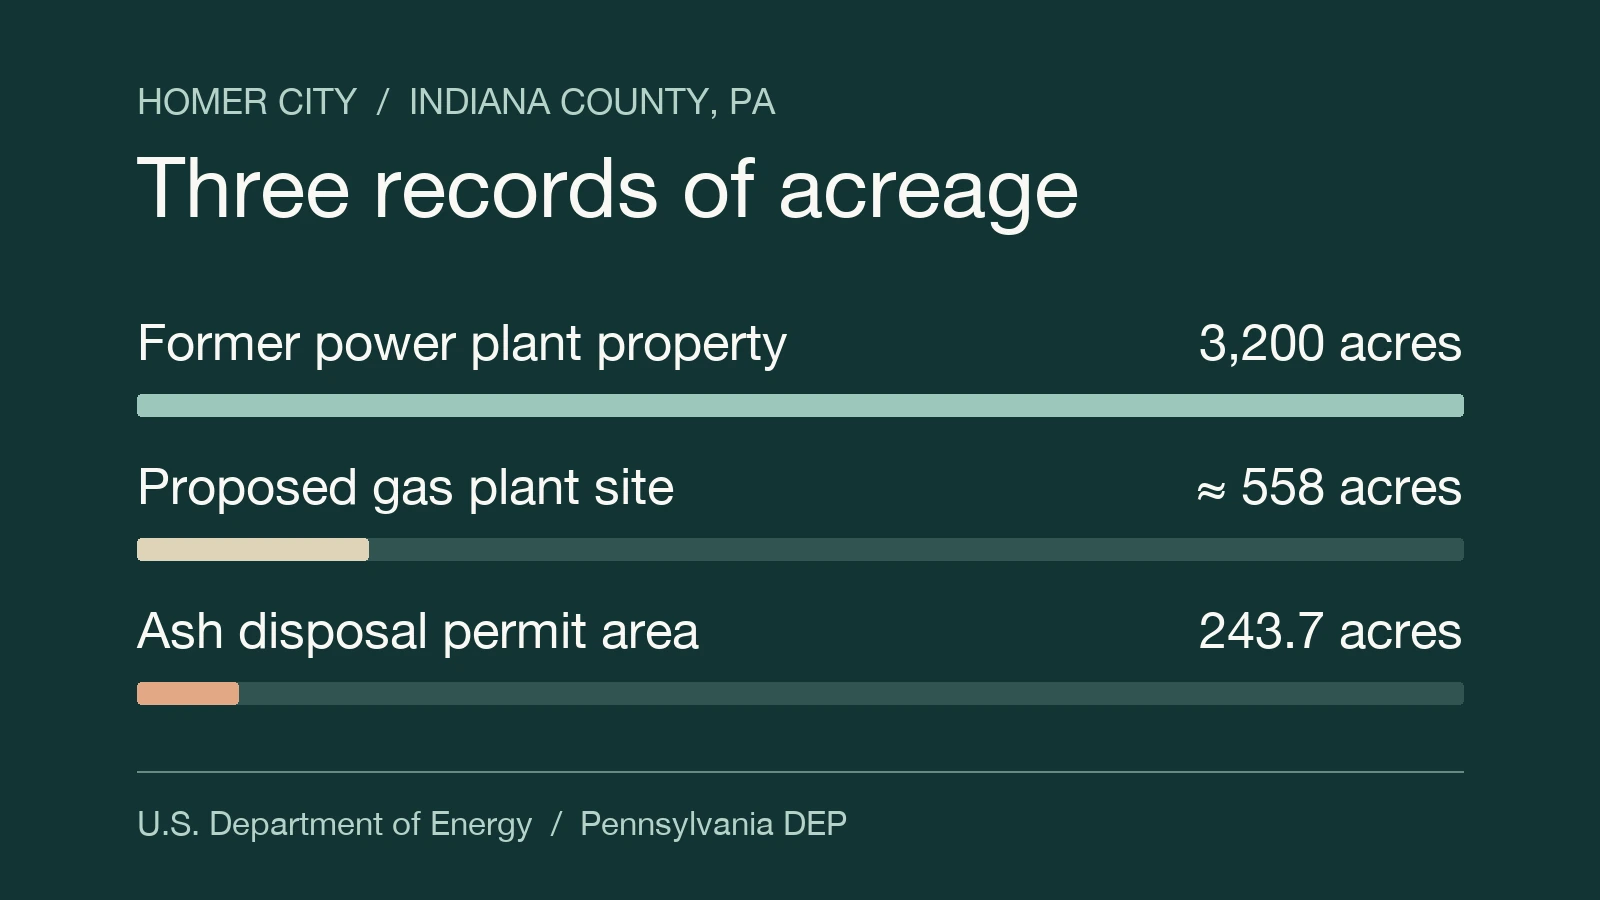 HOMER CITY / INDIANA COUNTY, PA
Three records of acreage
Former power plant property 3,200 acres
Proposed gas plant site ≈ 558 acres
Ash disposal permit area 243.7 acres
U.S. Department of Energy / Pennsylvania DEP